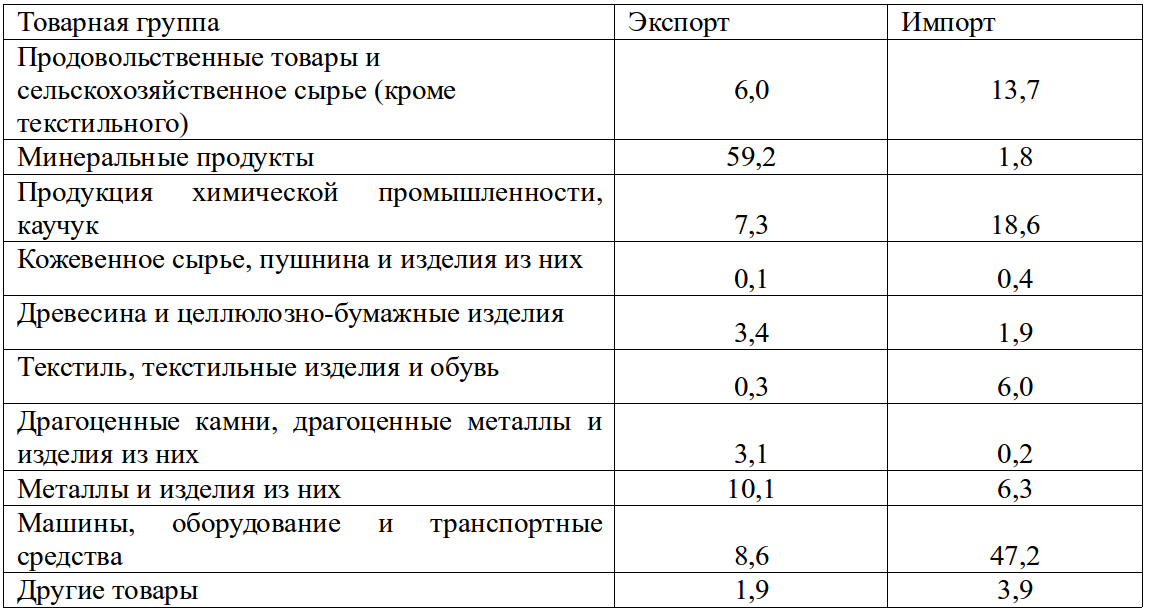 Товарная группа Экспорт Импорт
Продовольственные товары и
сельскохозяйственное сырье (кроме 6,0 13,7
текстильного)
Минеральные продукты 59,2 1,8
Продукция химической промышленности,
каучук 7,3 18,6
Кожевенное сырье, пушнина и изделия из них
0,1 0,4
Древесина и целлюлозно-бумажные изделия
3,4 1,9
Текстиль, текстильные изделия и обувь
0,3 6,0
Драгоценные камни, драгоценные металлы и
изделия из них 3,1 0,2
Металлы и изделия из них 10,1 6,3
Машины, оборудование и транспортные
средства 8,6 47,2
Другие товары 1,9 3,9